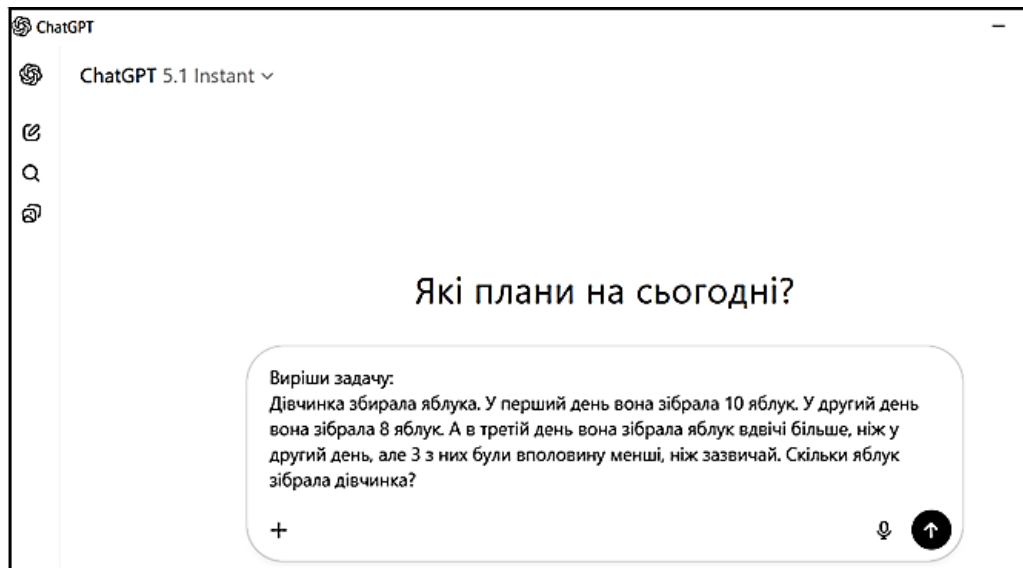 ChatGPT
ChatGPT 5.1 Instant
Які плани на сьогодні?
Виріши задачу:
Дівчинка збирала яблука. У перший день вона зібрала 10 яблук. У другий день
вона зібрала 8 яблук. А в третій день вона зібрала яблук вдвічі більше, ніж у
другий день, але 3 з них були вполовину менші, ніж зазвичай. Скільки яблук
зібрала дівчинка?